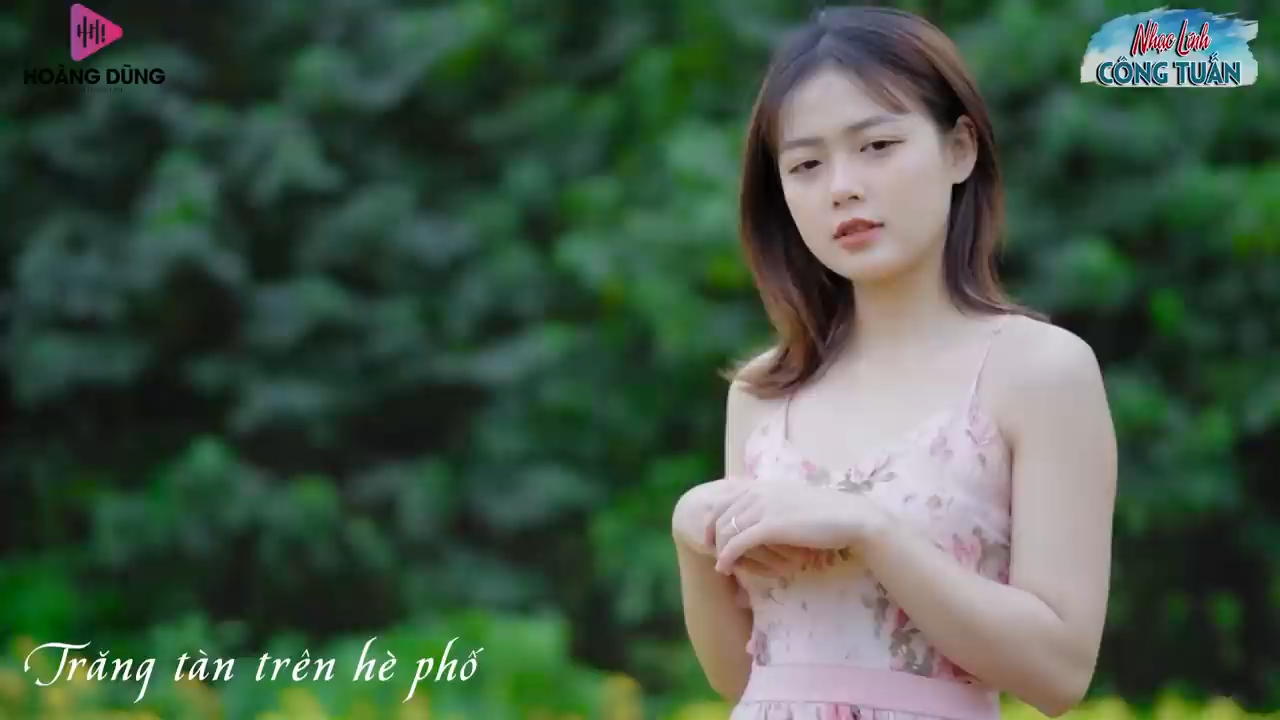 HOÀNG DŨNG
Nhạc Lính
CÔNG TUẤN
Trăng tàn trên hè phố